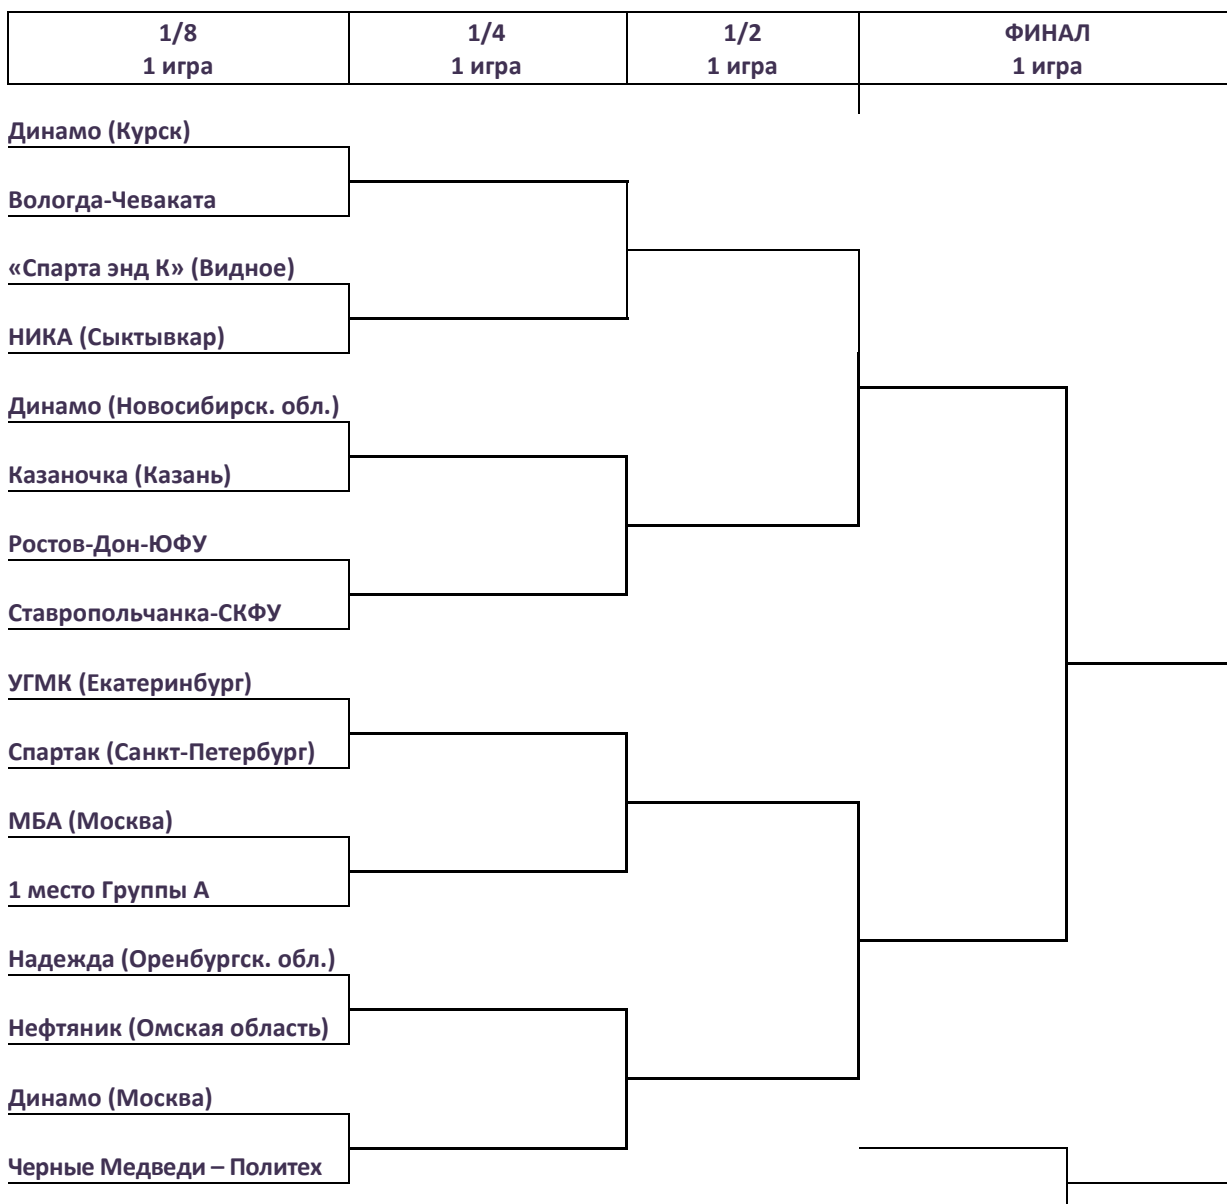 1/8
1 игра
1/4
1 игра
1/2
1 игра
ФИНАЛ
1 игра
Динамо (Курск)
Вологда-Чеваката
«Спарта энд К» (Видное)
НИКА (Сыктывкар)
Динамо (Новосибирск. обл.)
Казаночка (Казань)
Ростов-Дон-ЮФУ
Ставропольчанка-СКФУ
УГМК (Екатеринбург)
Спартак (Санкт-Петербург)
МБА (Москва)
1 место Группы А
Надежда (Оренбургск. обл.)
Нефтяник (Омская область)
Динамо (Москва)
Черные Медведи – Политех